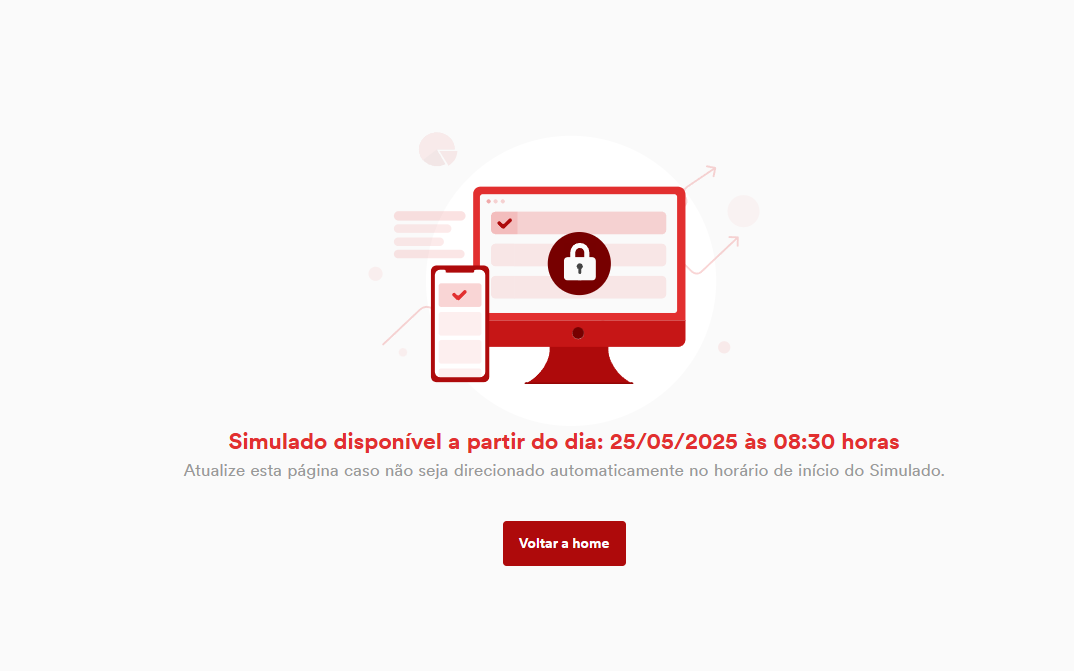 Simulado disponível a partir do dia: 25/05/2025 às 08:30 horas
Atualize esta página caso não seja direcionado automaticamente no horário de início do Simulado.
Voltar a home